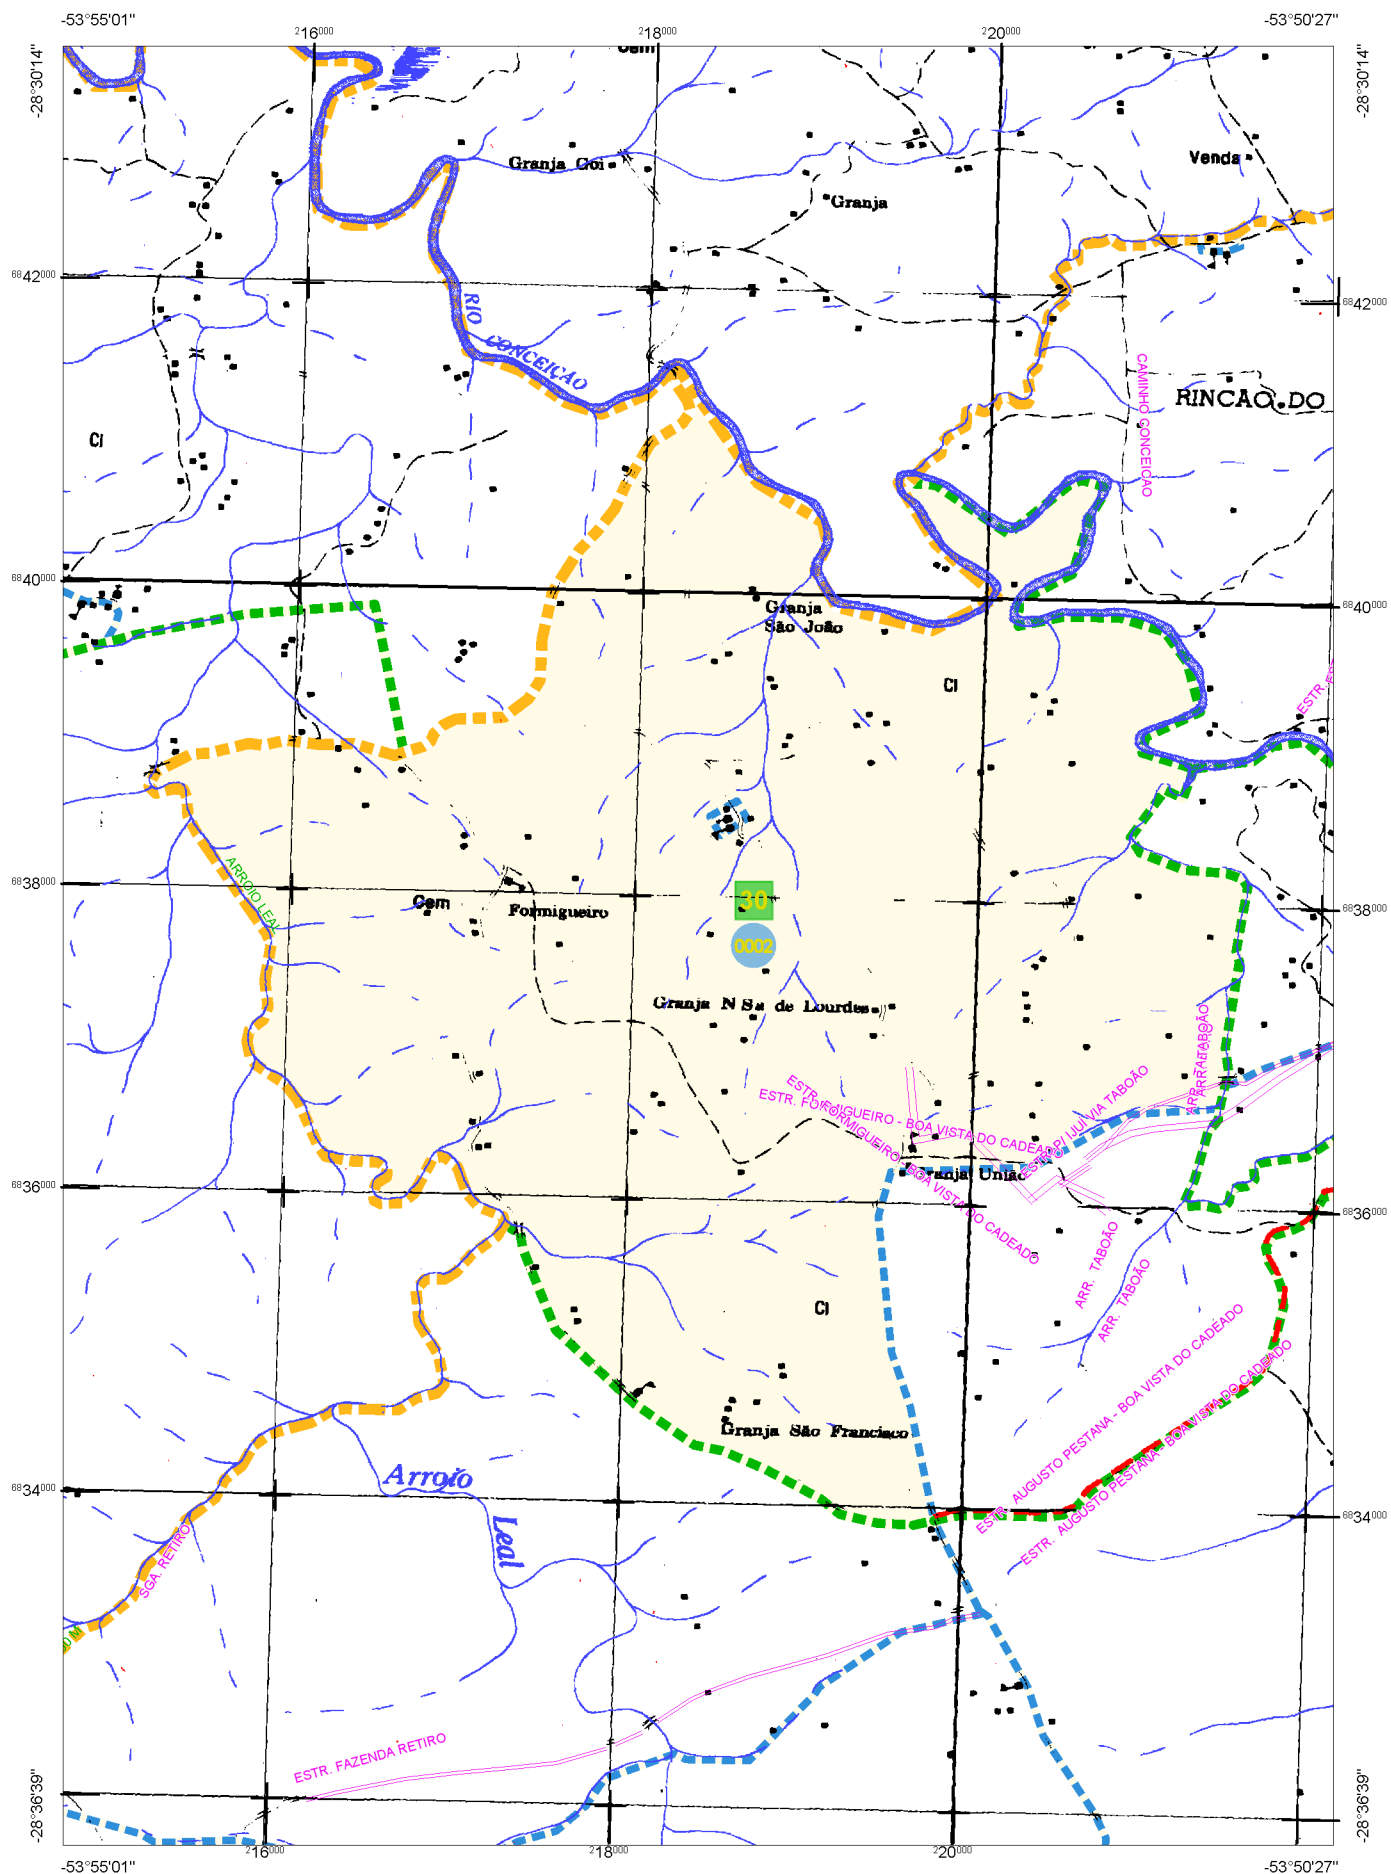 -53°55'01"
-53°50'27"
216000
218000
220000
-28°30'14"
-28°30'14"
Cem
Granja Goi
Venda
Granja
6842000
6842000
RIO
CONCEIÇÃO
CAMINHO CONCEICAO
RINCAO DO
CI
6840000
6840000
Granja
São João
CI
ESTR.
ARROIO LEAL
6838000
6838000
30
Cem
Formigueiro
0002
Granja N Sa de Lourdes
ARR. TABOÃO
ESTR. FORMIGUEIRO - BOA VISTA DO CADEADO
ESTR. FORMIGUEIRO - BOA VISTA DO CADEADO
IJUI VIA TABOÃO
Granja União
6836000
6836000
ARR. TABOÃO
ARR. TABOÃO
CI
ESTR. AUGUSTO PESTANA - BOA VISTA DO CADEADO
ESTR. AUGUSTO PESTANA - BOA VISTA DO CADEADO
Granja São Francisco
Arroio
Leal
6834000
6834000
SGA. RETIRO
ESTR. FAZENDA RETIRO
-28°36'39"
-28°36'39"
216000
218000
220000
-53°55'01"
-53°50'27"